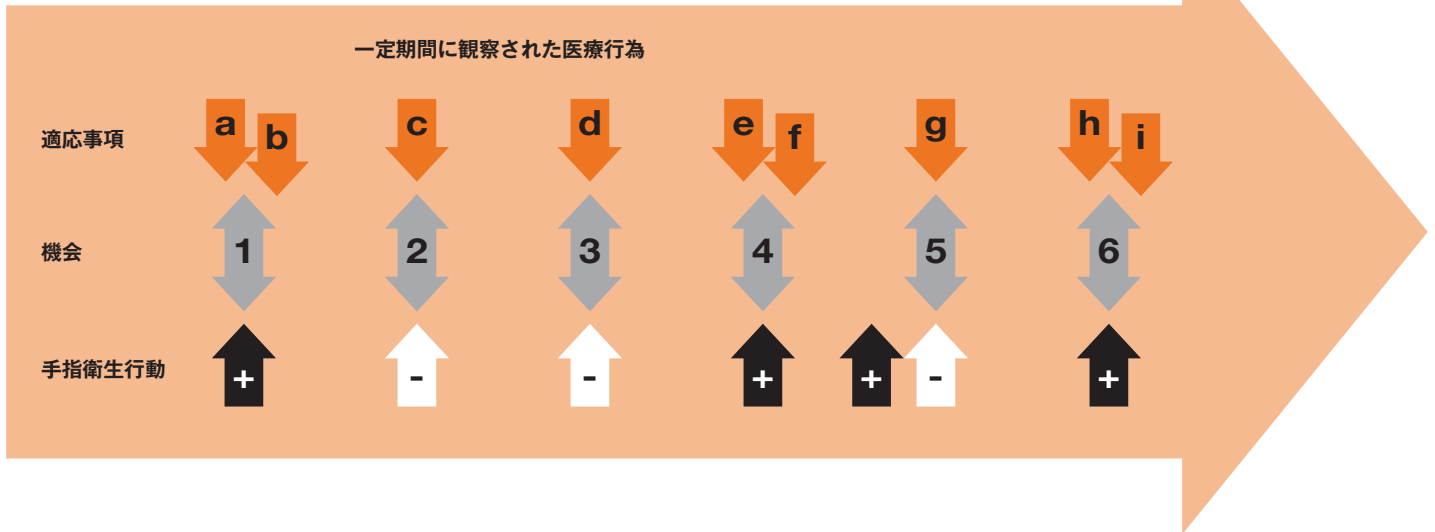 一定期間に観察された医療行為
適応事項 a b c d e f g h i
機会 1 2 3 4 5 6
手指衛生行動 + - - + + - +